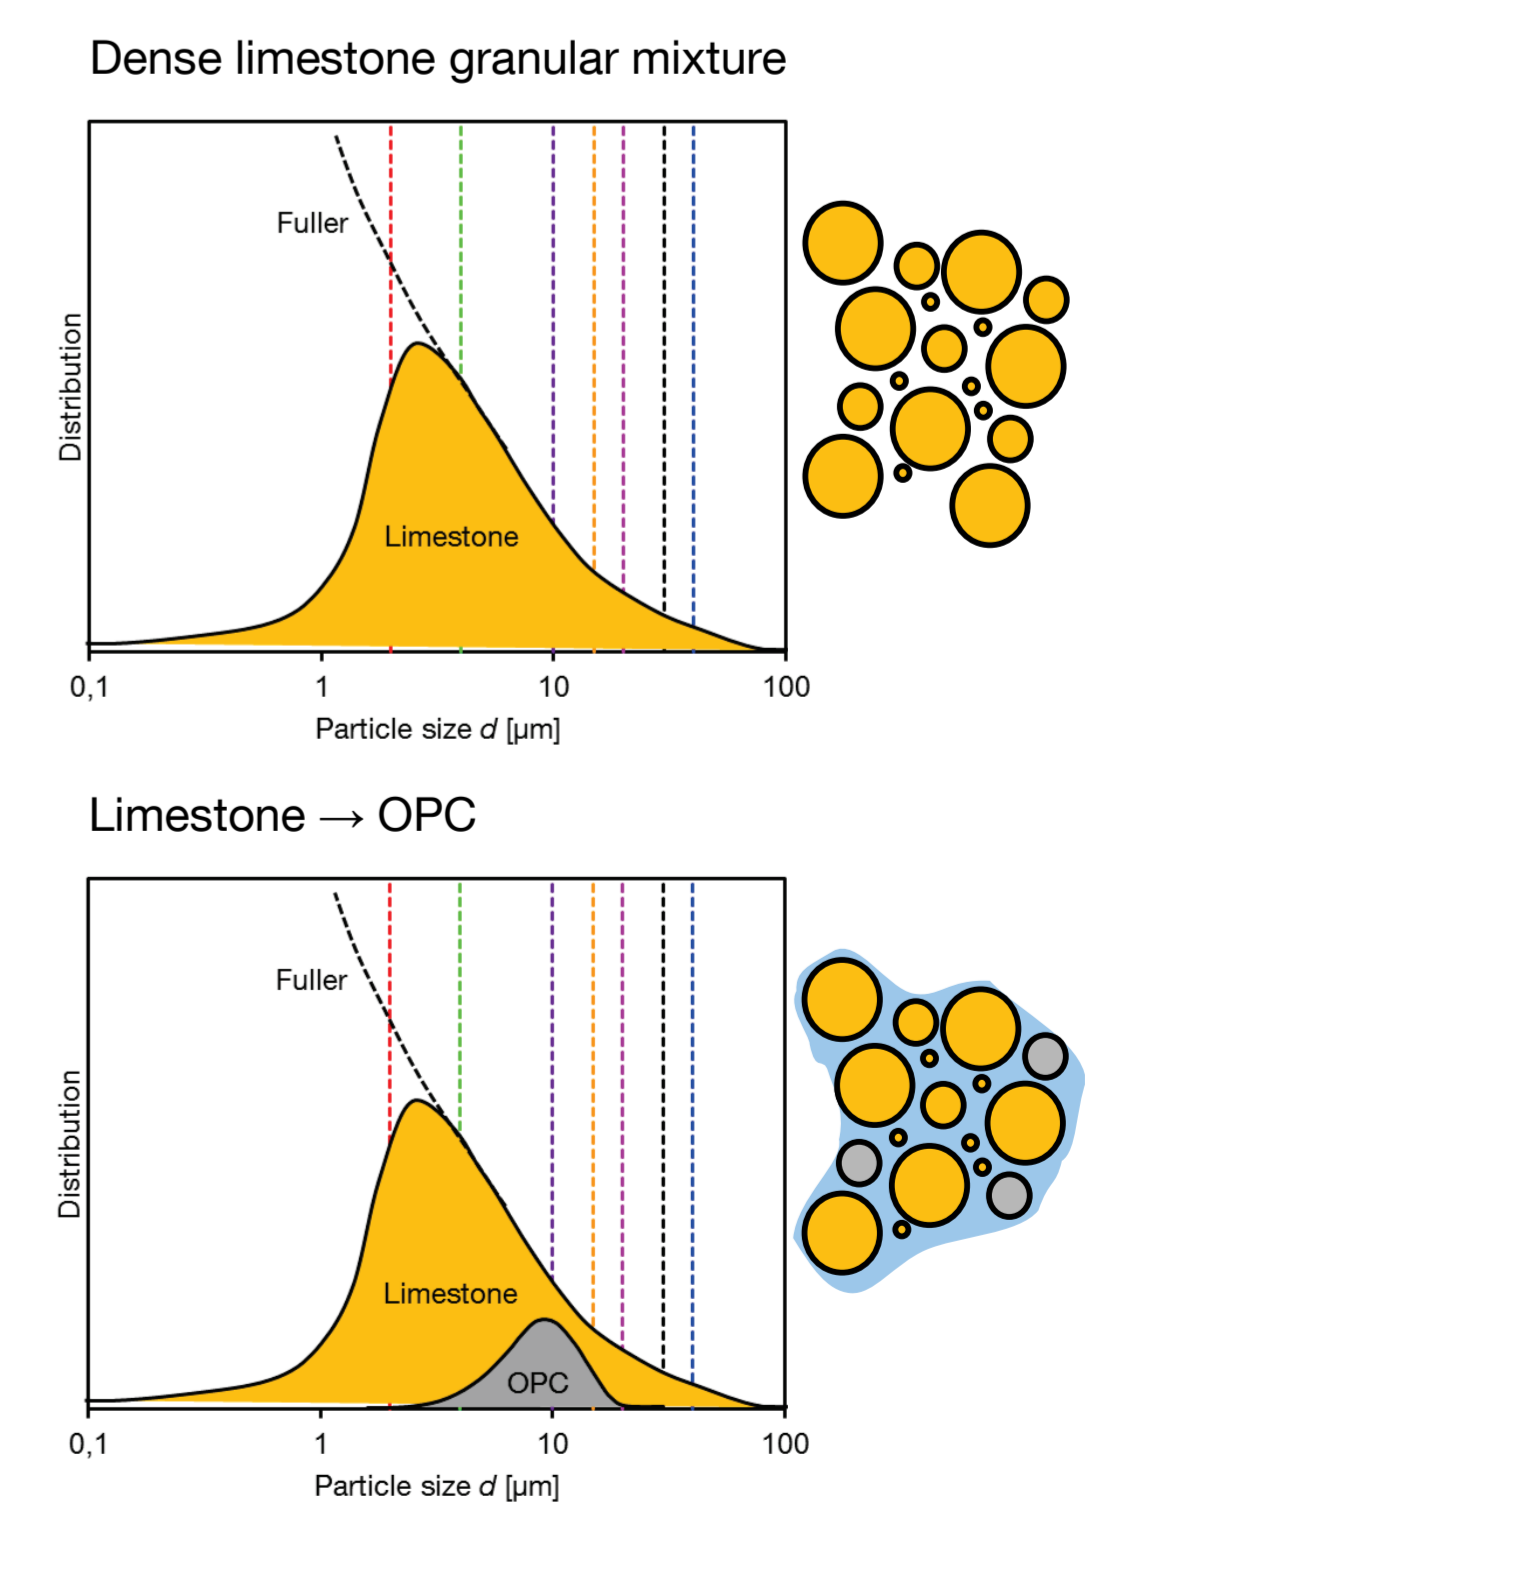 Dense limestone granular mixture
Fuller
Distribution
Limestone
0,1 1 10 100
Particle size d [µm]
Limestone → OPC
Fuller
Distribution
Limestone
OPC
0,1 1 10 100
Particle size d [µm]